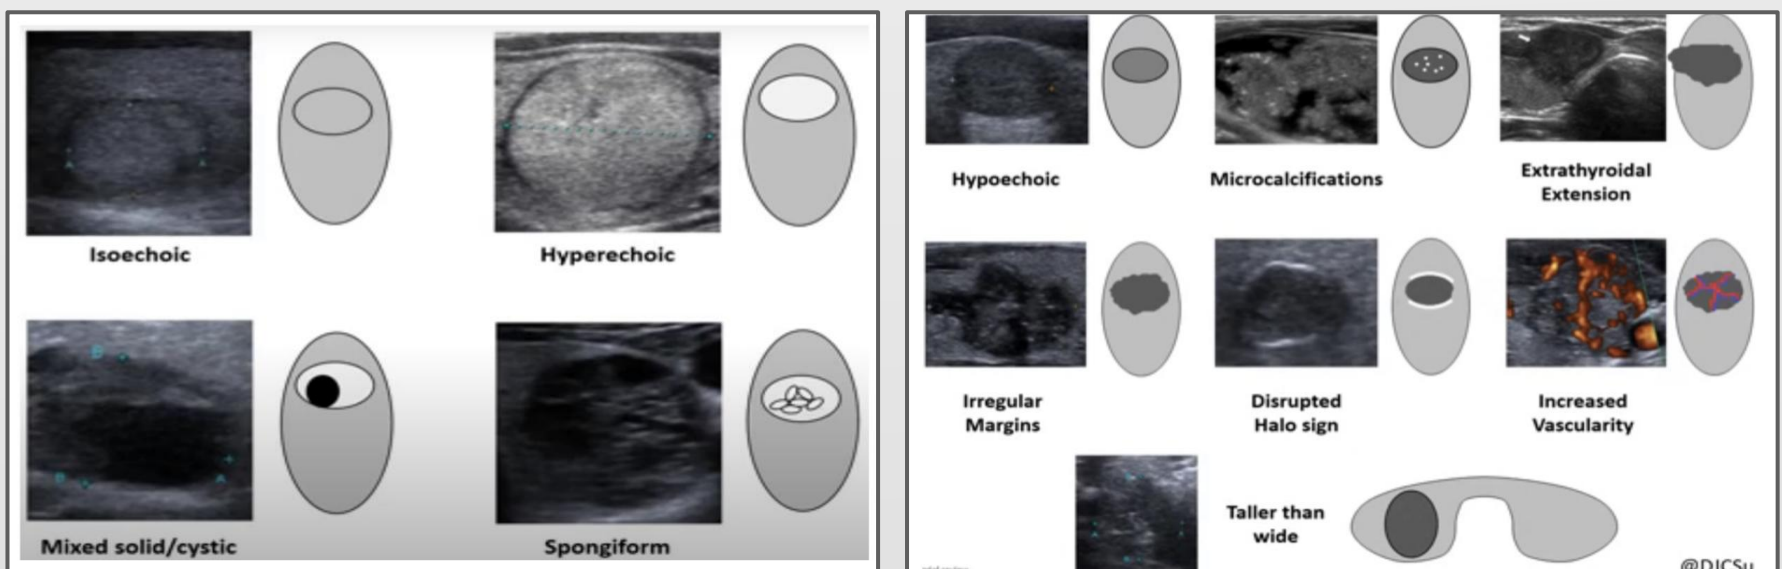 Isoechoic
Hyperechoic
Mixed solid/cystic
Spongiform
Hypoechoic
Microcalcifications
Extrathyroidal
Extension
Irregular
Margins
Disrupted
Halo sign
Increased
Vascularity
Taller than
wide
@DJCSu